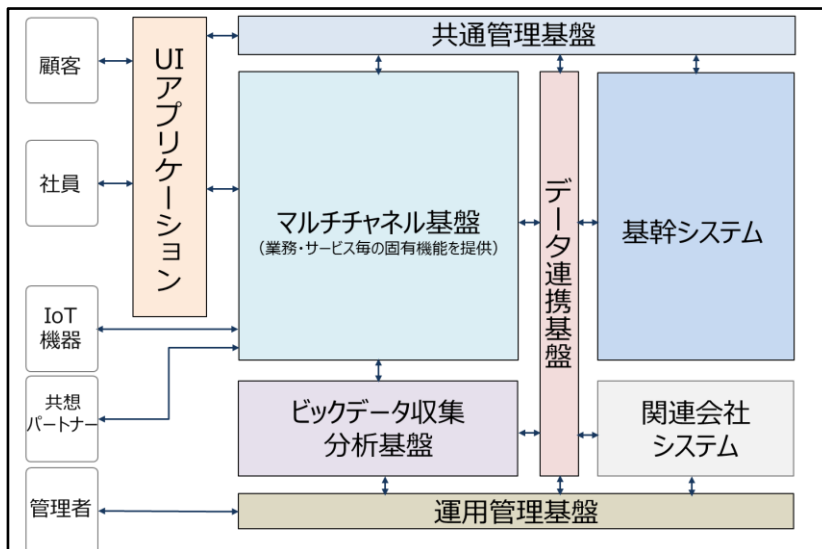 共通管理基盤
顧客
UIアプリケーション
社員
マルチチャネル基盤
(業務・サービス毎の固有機能を提供)
データ連携基盤
基幹システム
IoT
機器
共想
パートナー
ビックデータ収集
分析基盤
関連会社
システム
管理者
運用管理基盤